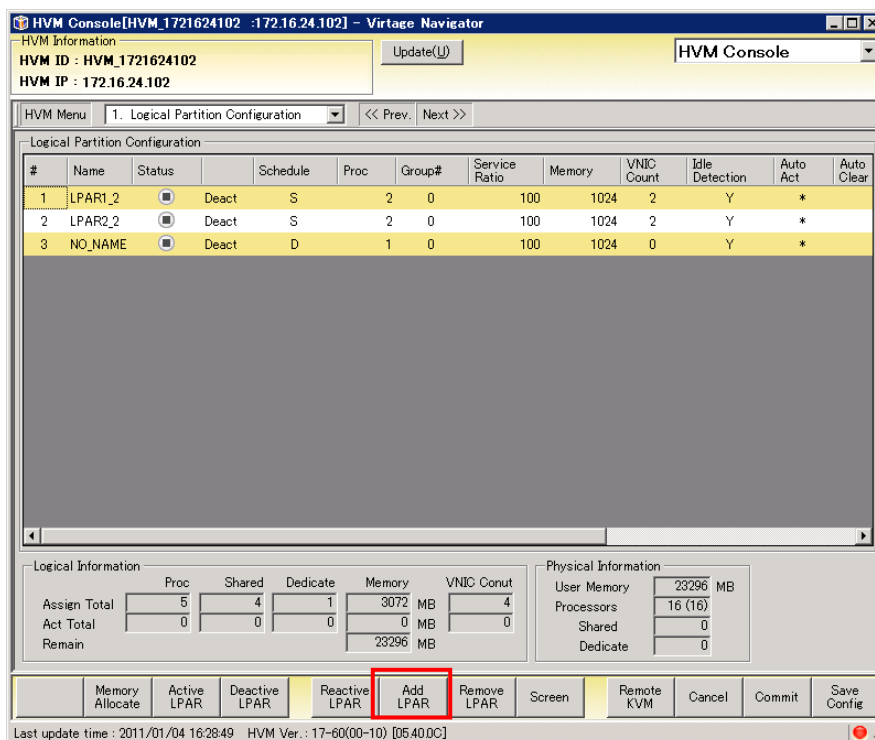 HVM Console[HVM_1721624102 :172.16.24.102] - Virtage Navigator
HVM Information
HVM ID : HVM_1721624102
HVM IP : 172.16.24.102
Update(U)
HVM Console
HVM Menu 1. Logical Partition Configuration << Prev. Next >>
Logical Partition Configuration
# Name Status Schedule Proc Group# Service Ratio Memory VNIC Count Idle Detection Auto Act Auto Clear
1 LPAR1_2 Deact S 2 0 100 1024 2 Y *
2 LPAR2_2 Deact S 2 0 100 1024 2 Y *
3 NO_NAME Deact D 1 0 100 1024 0 Y *
Logical Information
Proc Shared Dedicate Memory VNIC Conut
Assign Total 5 4 1 3072 MB 4
Act Total 0 0 0 0 MB 0
Remain 23296 MB
Physical Information
User Memory 23296 MB
Processors 16 (16)
Shared 0
Dedicate 0
Memory Allocate Active LPAR Deactive LPAR Reactive LPAR Add LPAR Remove LPAR Screen Remote KVM Cancel Commit Save Config
Last update time : 2011/01/04 16:28:49 HVM Ver. : 17-60(00-10) [05.40.0C]